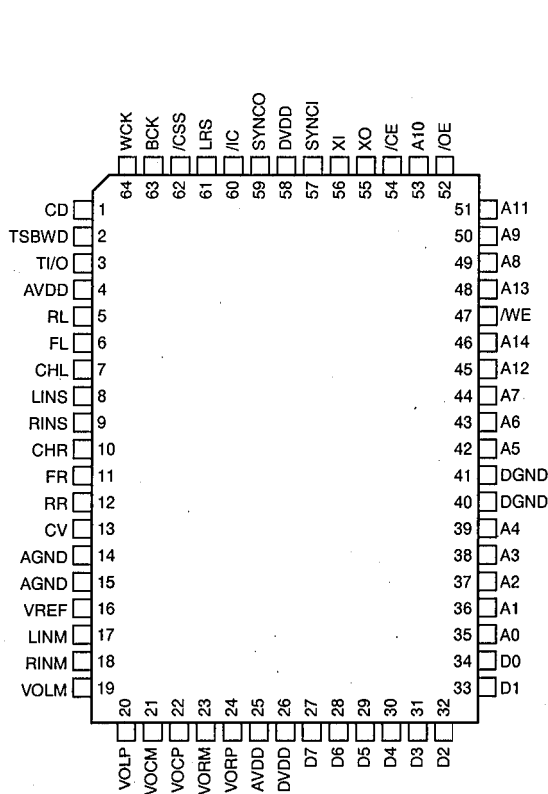 WCK BCK /CSS LRS /IC SYNCO DVDD SYNCI XI XO /CE A10 /OE
64 63 62 61 60 59 58 57 56 55 54 53 52
CD 1 51 A11
TSBWD 2 50 A9
TI/O 3 49 A8
AVDD 4 48 A13
RL 5 47 /WE
FL 6 46 A14
CHL 7 45 A12
LINS 8 44 A7
RINS 9 43 A6
CHR 10 42 A5
FR 11 41 DGND
RR 12 40 DGND
CV 13 39 A4
AGND 14 38 A3
AGND 15 37 A2
VREF 16 36 A1
LINM 17 35 A0
RINM 18 34 D0
VOLM 19 33 D1
20 21 22 23 24 25 26 27 28 29 30 31 32
VOLP VOCM VOCP VORM VORP AVDD DVDD D7 D6 D5 D4 D3 D2